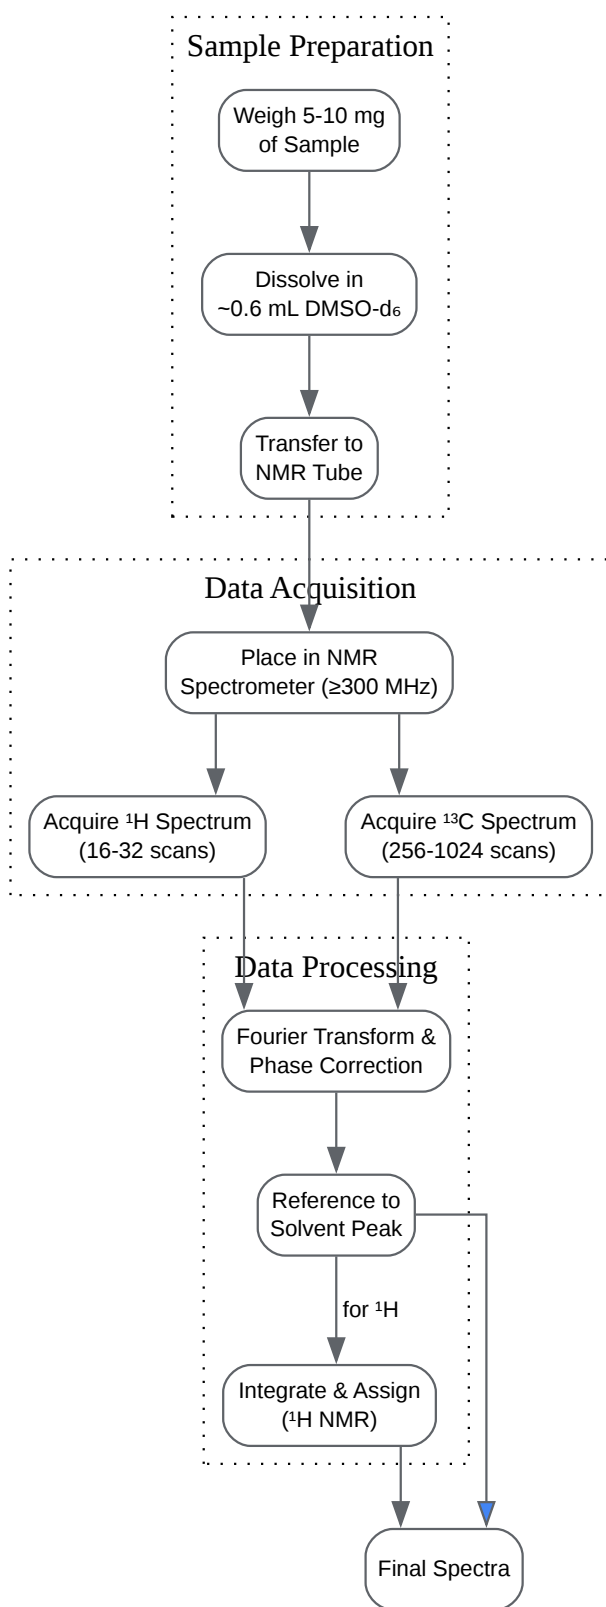 Sample Preparation
Weigh 5-10 mg
of Sample
Dissolve in
~0.6 mL DMSO-d₆
Transfer to
NMR Tube
Data Acquisition
Place in NMR
Spectrometer (≥300 MHz)
Acquire ¹H Spectrum
(16-32 scans)
Acquire ¹³C Spectrum
(256-1024 scans)
Data Processing
Fourier Transform &
Phase Correction
Reference to
Solvent Peak
for ¹H
Integrate & Assign
(¹H NMR)
Final Spectra